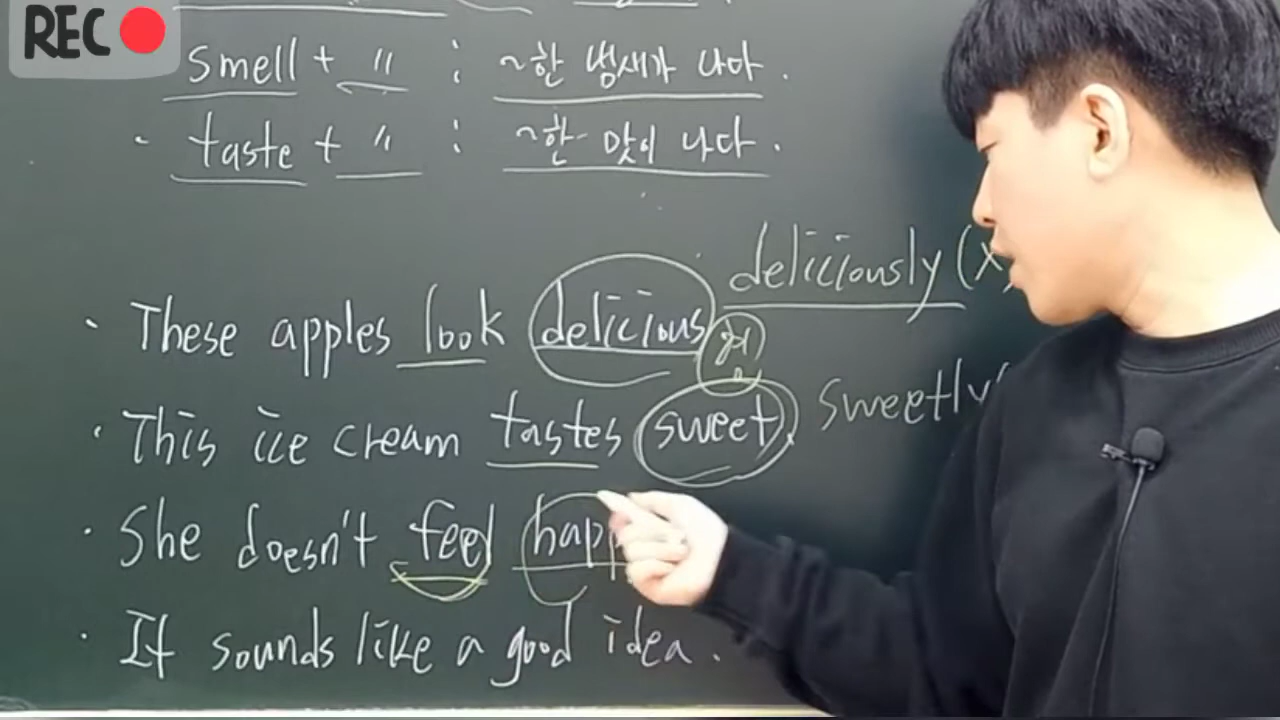 REC
smell + " : ~한 냄새가 나다.
· taste + " : ~한 맛이 나다.
deliciously (X)
· These apples look delicious
형
· This ice cream tastes sweet. sweetly(
· She doesn't feel
· It sounds like a good idea.